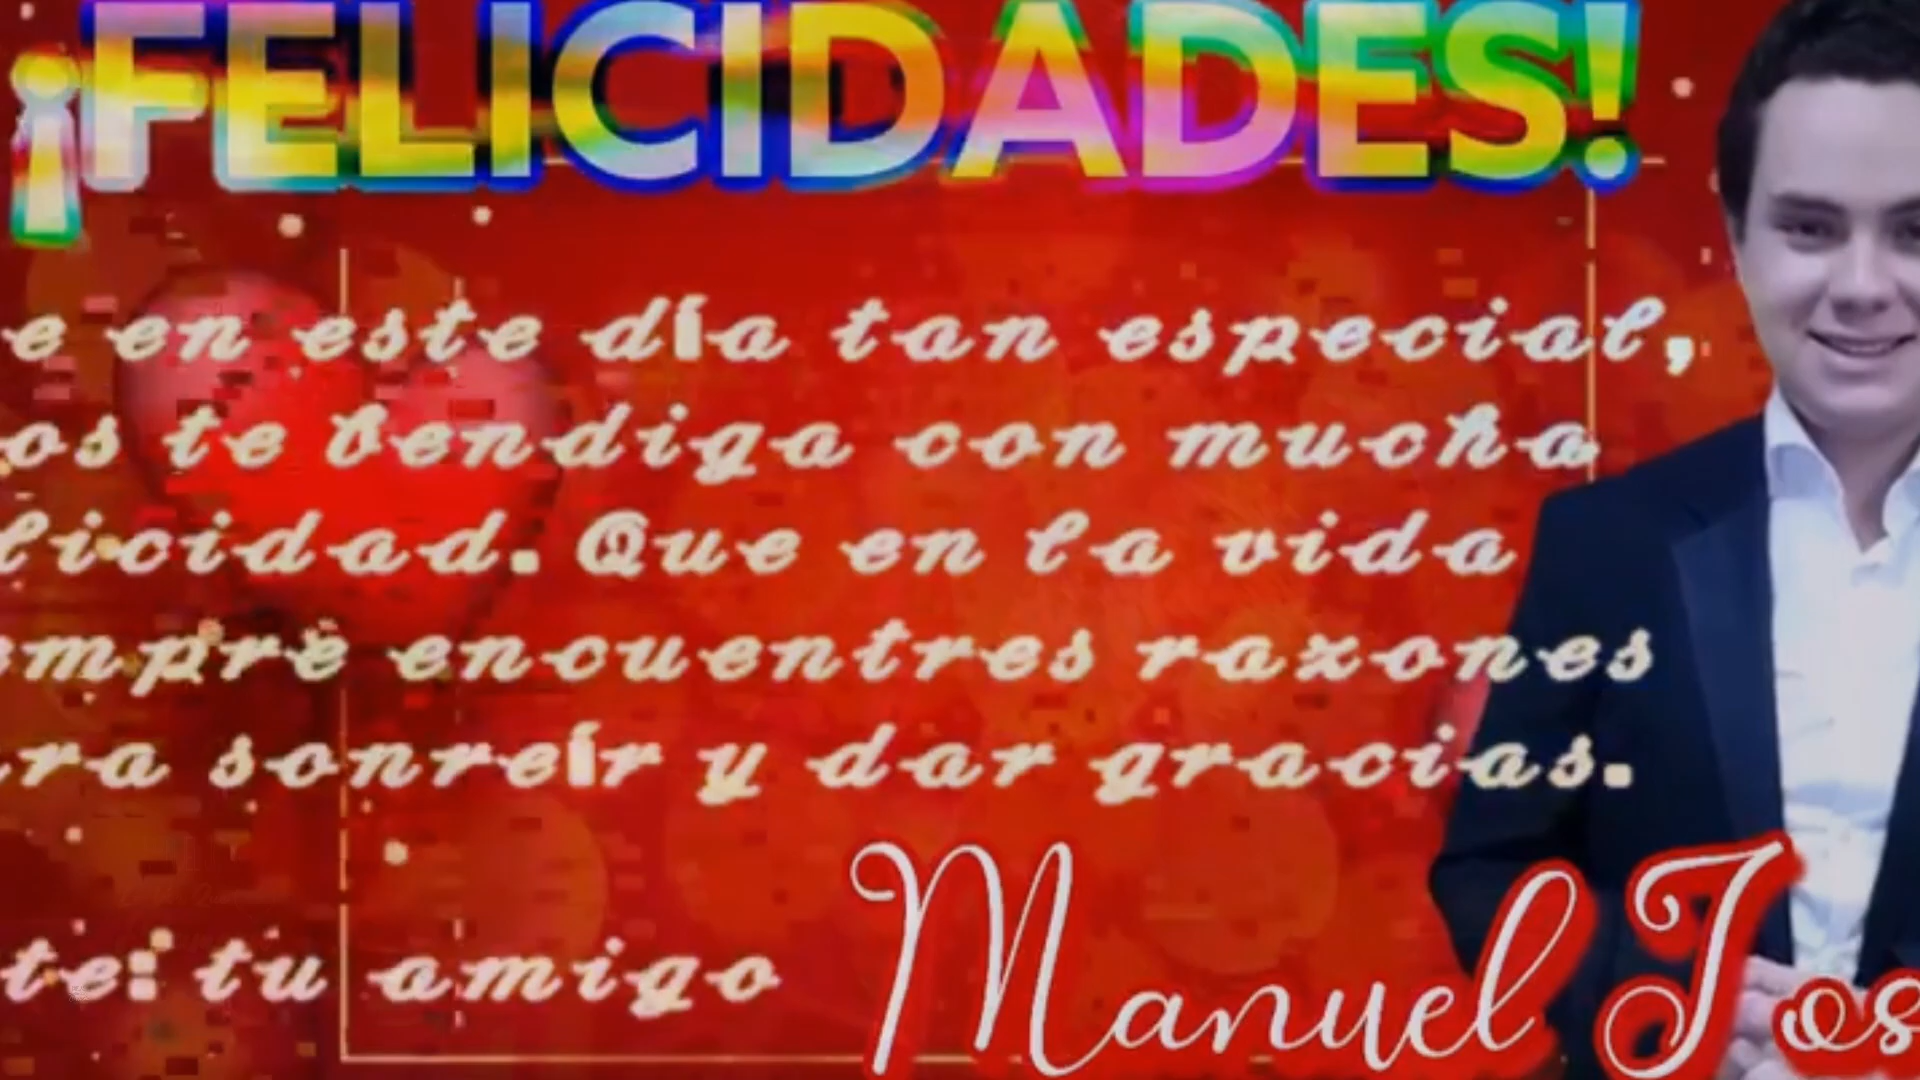 ¡FELICIDADES!
e en este día tan especial,
os te bendiga con mucha
licidad. Que en la vida
empre encuentres razones
ra sonreír y dar gracias.
te: tu amigo
Manuel Jos